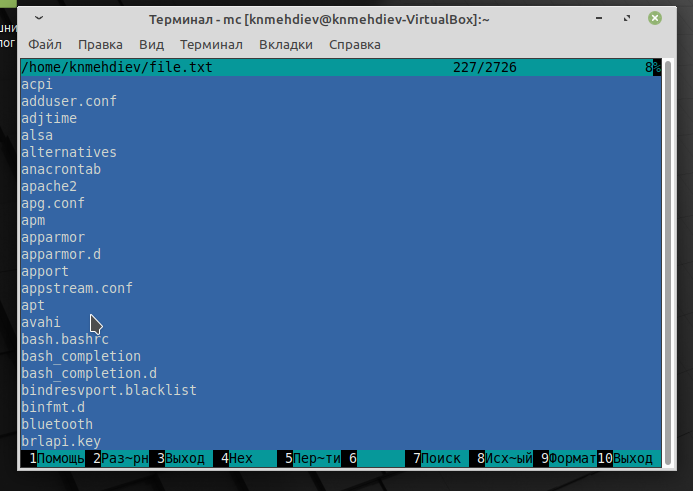 Терминал - mc [knmehdiev@knmehdiev-VirtualBox]:~
Файл Правка Вид Терминал Вкладки Справка
/home/knmehdiev/file.txt 227/2726 8%
acpi
adduser.conf
adjtime
alsa
alternatives
anacrontab
apache2
apg.conf
apm
apparmor
apparmor.d
apport
appstream.conf
apt
avahi
bash.bashrc
bash_completion
bash_completion.d
bindresvport.blacklist
binfmt.d
bluetooth
brlapi.key
1Помощь 2Раз~рн 3Выход 4Hex 5Пер~ти 6 7Поиск 8Исх~ый 9Формат 10Выход